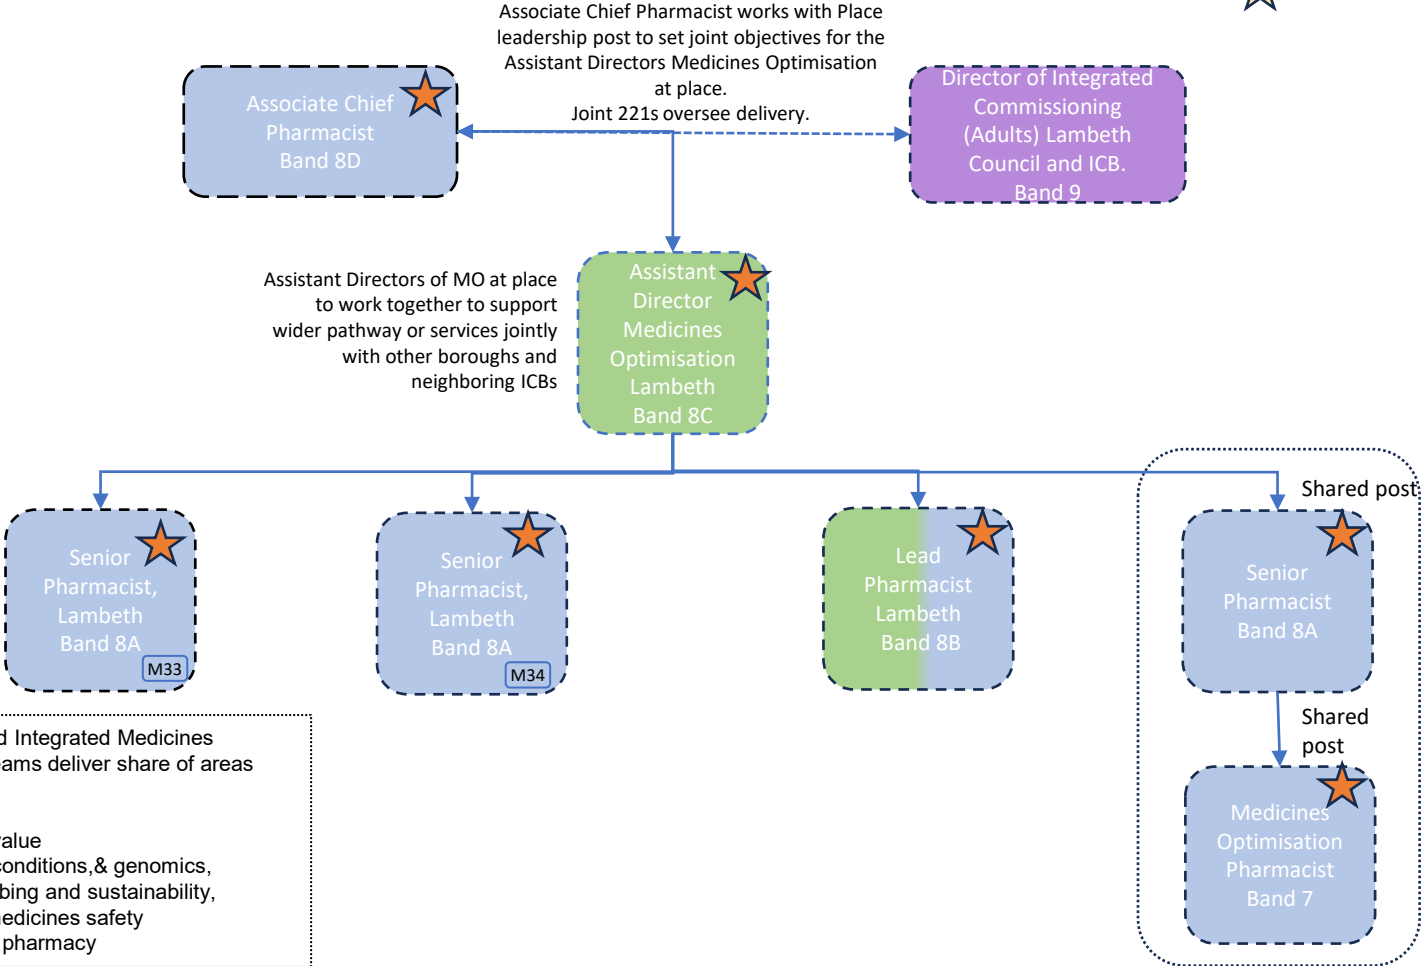 Associate Chief Pharmacist works with Place
leadership post to set joint objectives for the
Assistant Directors Medicines Optimisation
at place.
Joint 221s oversee delivery.
Associate Chief
Pharmacist
Band 8D
Director of Integrated
Commissioning
(Adults) Lambeth
Council and ICB.
Band 9
Assistant Directors of MO at place
to work together to support
wider pathway or services jointly
with other boroughs and
neighboring ICBs
Assistant
Director
Medicines
Optimisation
Lambeth
Band 8C
Senior
Pharmacist,
Lambeth
Band 8A
M33
Senior
Pharmacist,
Lambeth
Band 8A
M34
Lead
Pharmacist
Lambeth
Band 8B
Shared post
Senior
Pharmacist
Band 8A
Shared
post
Medicines
Optimisation
Pharmacist
Band 7
Integrated Medicines
deliver share of areas
value
conditions,& genomics,
and sustainability,
medicines safety
pharmacy